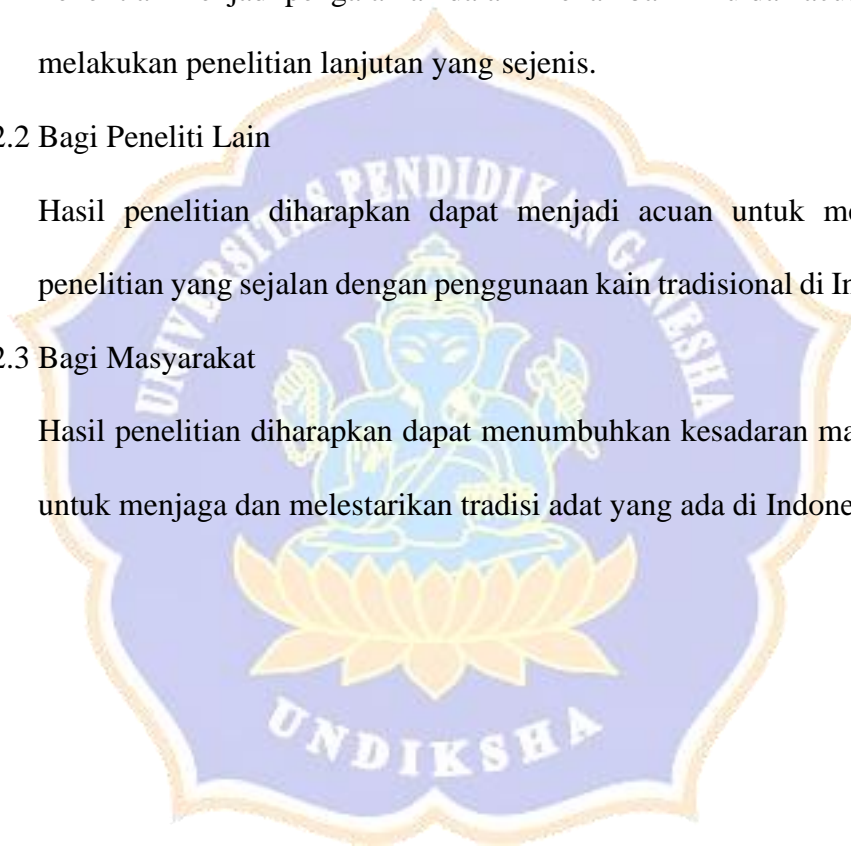 melakukan penelitian lanjutan yang sejenis.
2.2 Bagi Peneliti Lain
Hasil penelitian diharapkan dapat menjadi acuan untuk
penelitian yang sejalan dengan penggunaan kain tradisional di
2.3 Bagi Masyarakat
Hasil penelitian diharapkan dapat menumbuhkan kesadaran
untuk menjaga dan melestarikan tradisi adat yang ada di
UNIVERSITAS PENDIDIKAN GANESHA
UNDIKSHA